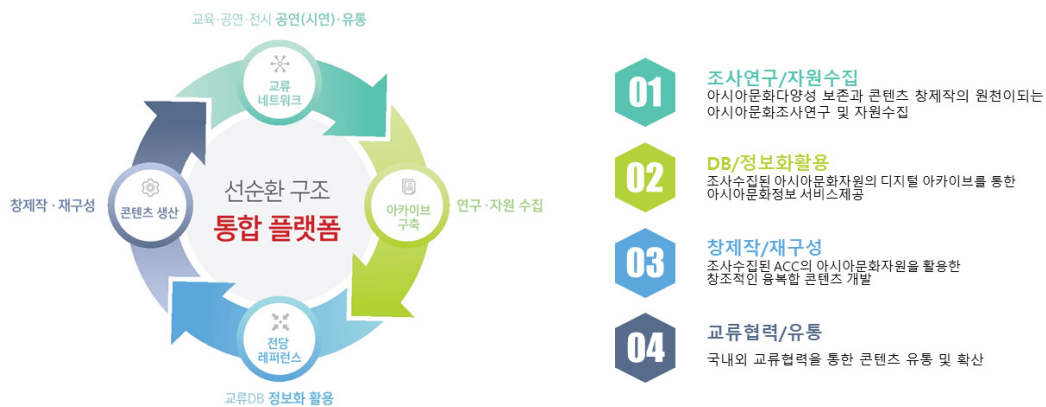 교육·공연·전시 공연(시연)·유통
교류
네트워크
창제작·재구성
콘텐츠 생산
선순환 구조
통합 플랫폼
아카이브
구축
연구·자원 수집
전당
레퍼런스
교류DB 정보화 활용
01
조사연구/자원수집
아시아문화다양성 보존과 콘텐츠 창제작의 원천이되는
아시아문화조사연구 및 자원수집
02
DB/정보화활용
조사수집된 아시아문화자원의 디지털 아카이브를 통한
아시아문화정보 서비스제공
03
창제작/재구성
조사수집된 ACC의 아시아문화자원을 활용한
창조적인 융복합 콘텐츠 개발
04
교류협력/유통
국내외 교류협력을 통한 콘텐츠 유통 및 확산